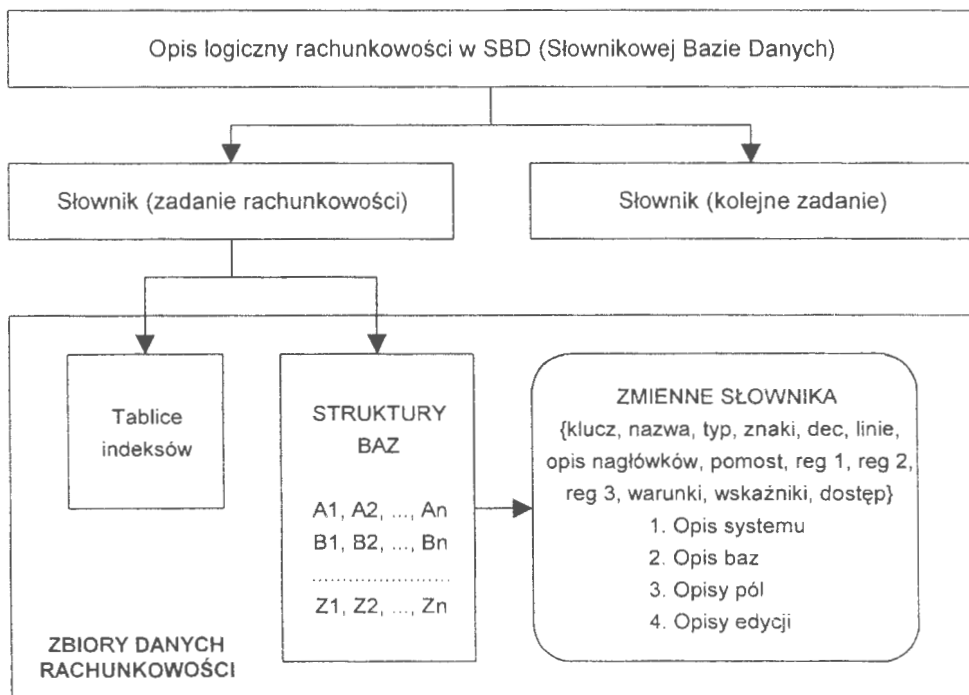 Opis logiczny rachunkowości w SBD (Słownikowej Bazie Danych)
Słownik (zadanie rachunkowości)
Słownik (kolejne zadanie)
Tablice
indeksów
STRUKTURY
BAZ
A1, A2, ..., An
B1, B2, ..., Bn
..........................
Z1, Z2, ..., Zn
ZMIENNE SŁOWNIKA
{klucz, nazwa, typ, znaki, dec, linie,
opis nagłówków, pomost, reg 1, reg 2,
reg 3, warunki, wskaźniki, dostęp}
1. Opis systemu
2. Opis baz
3. Opisy pól
4. Opisy edycji
ZBIORY DANYCH
RACHUNKOWOŚCI